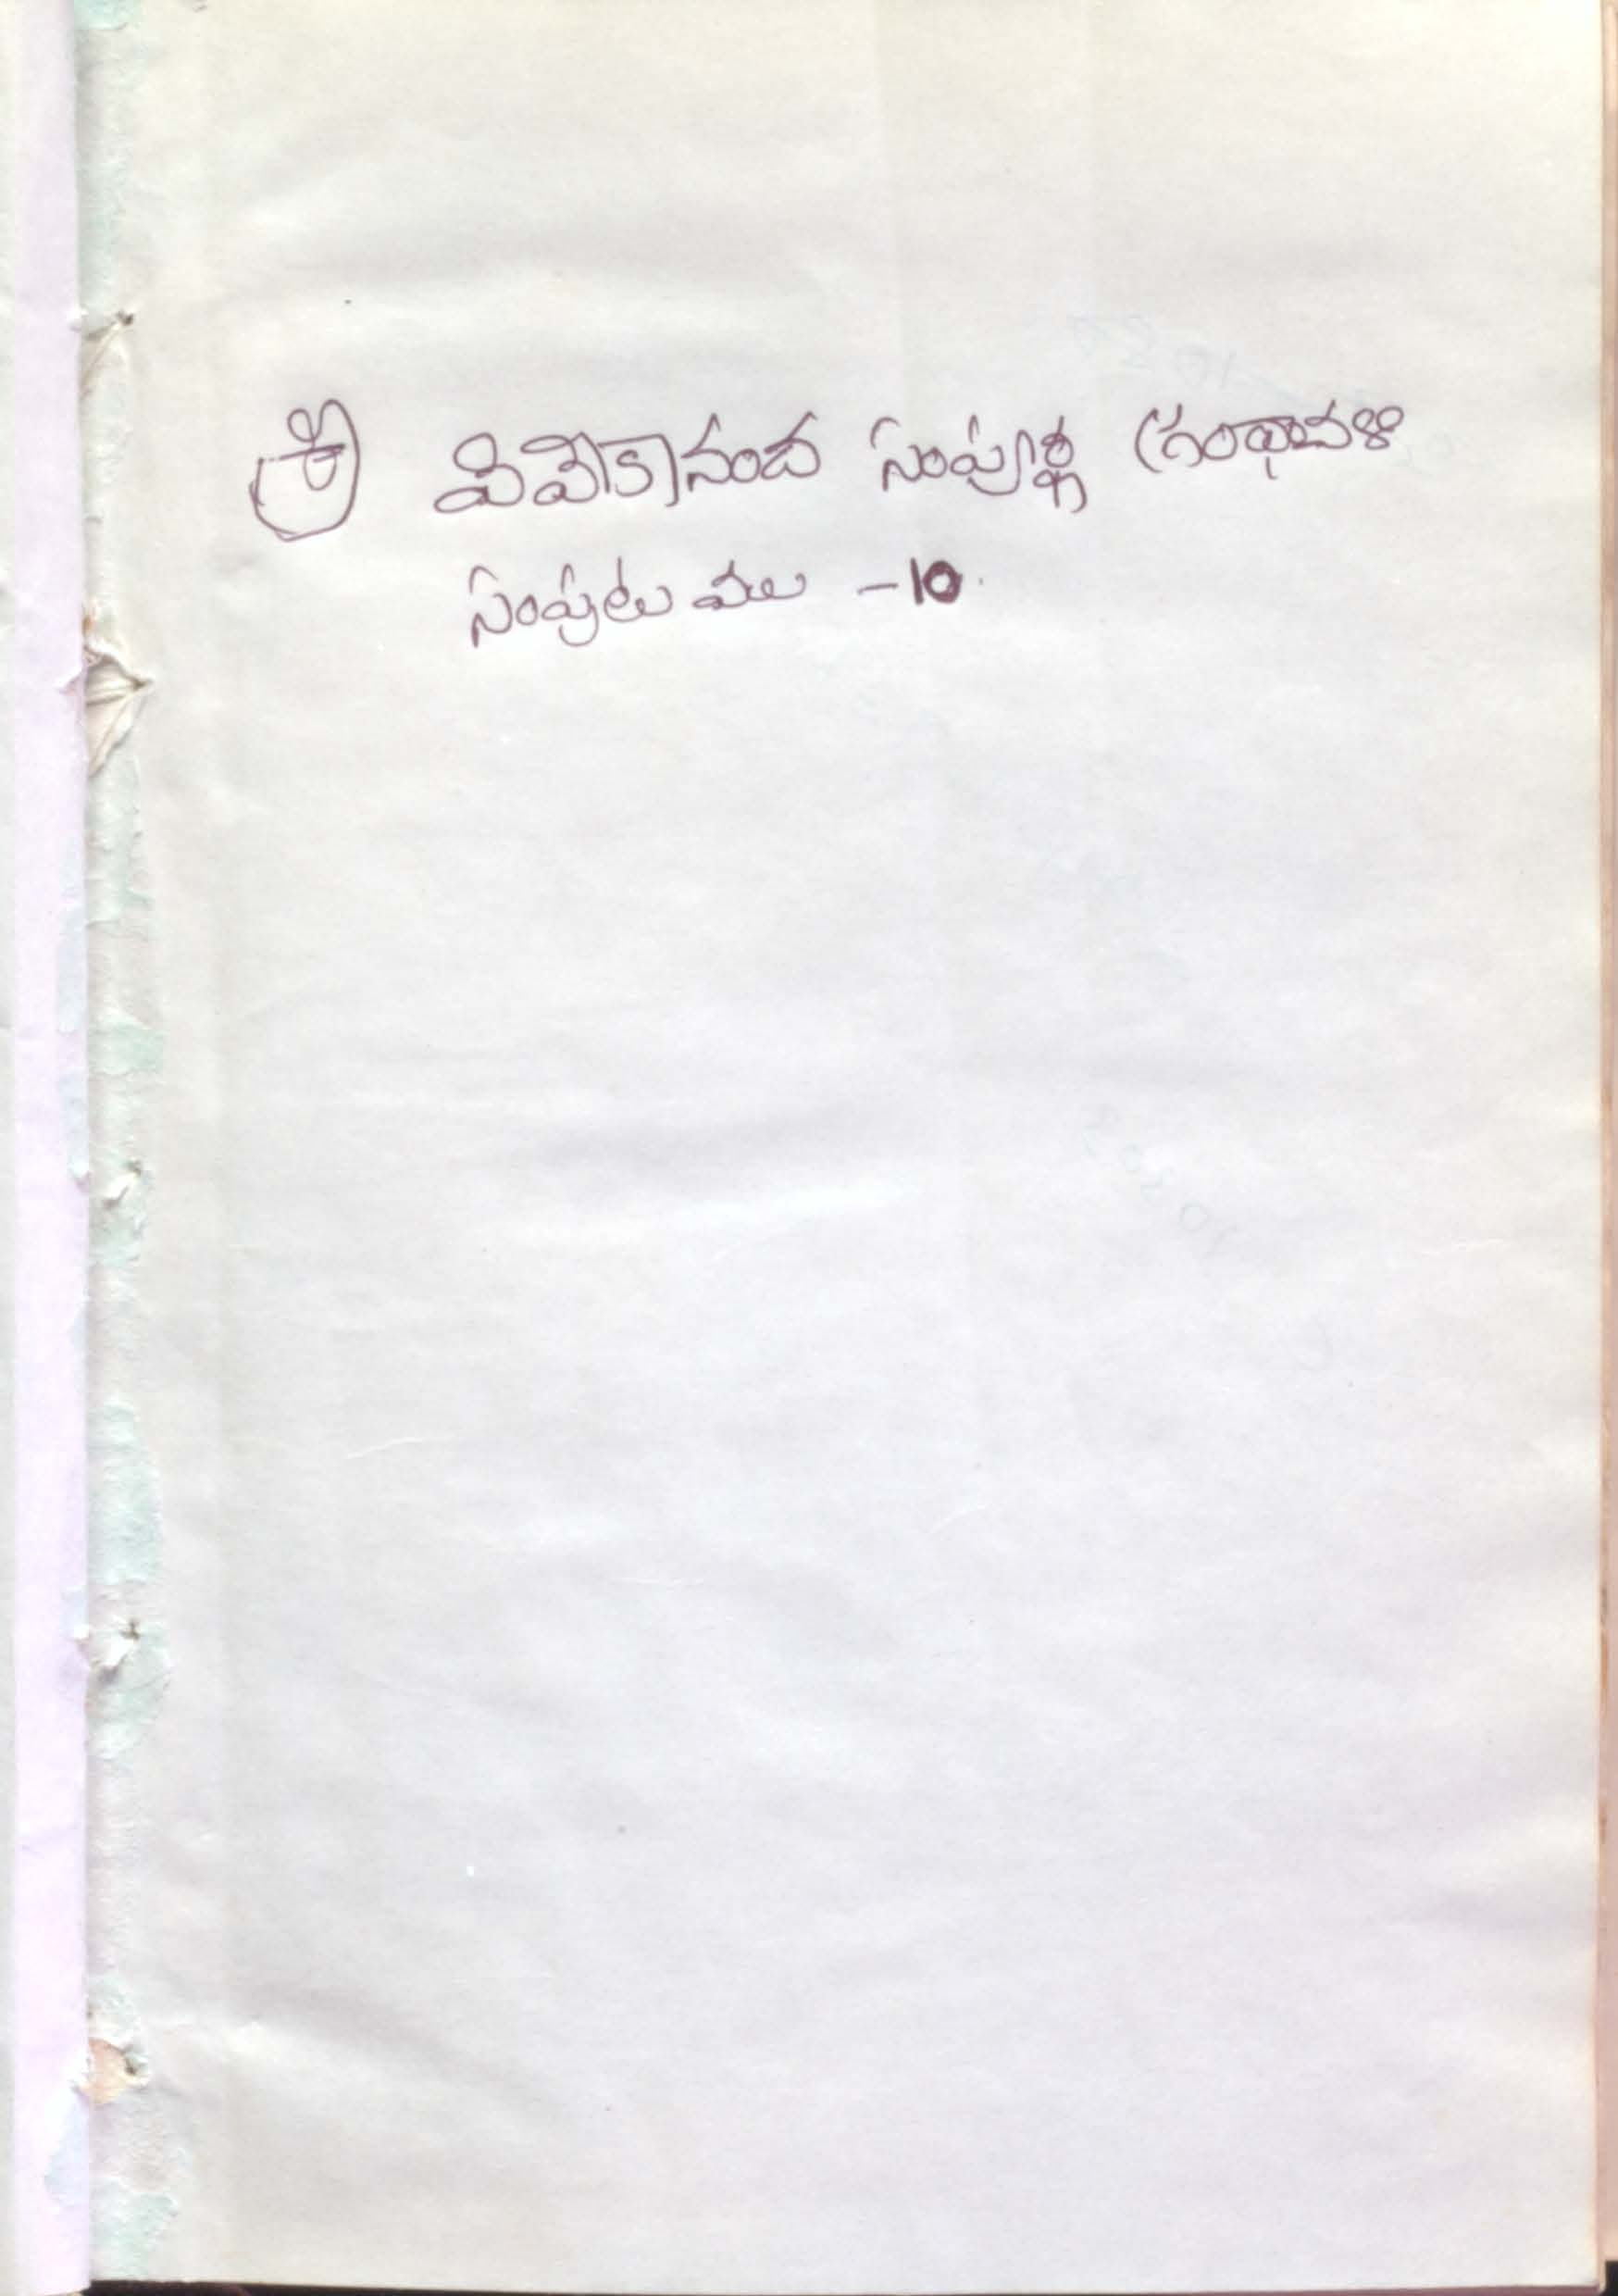 శ్రీ వివేకానంద సంపూర్ణ గ్రంథావళి
సంపుటము -10